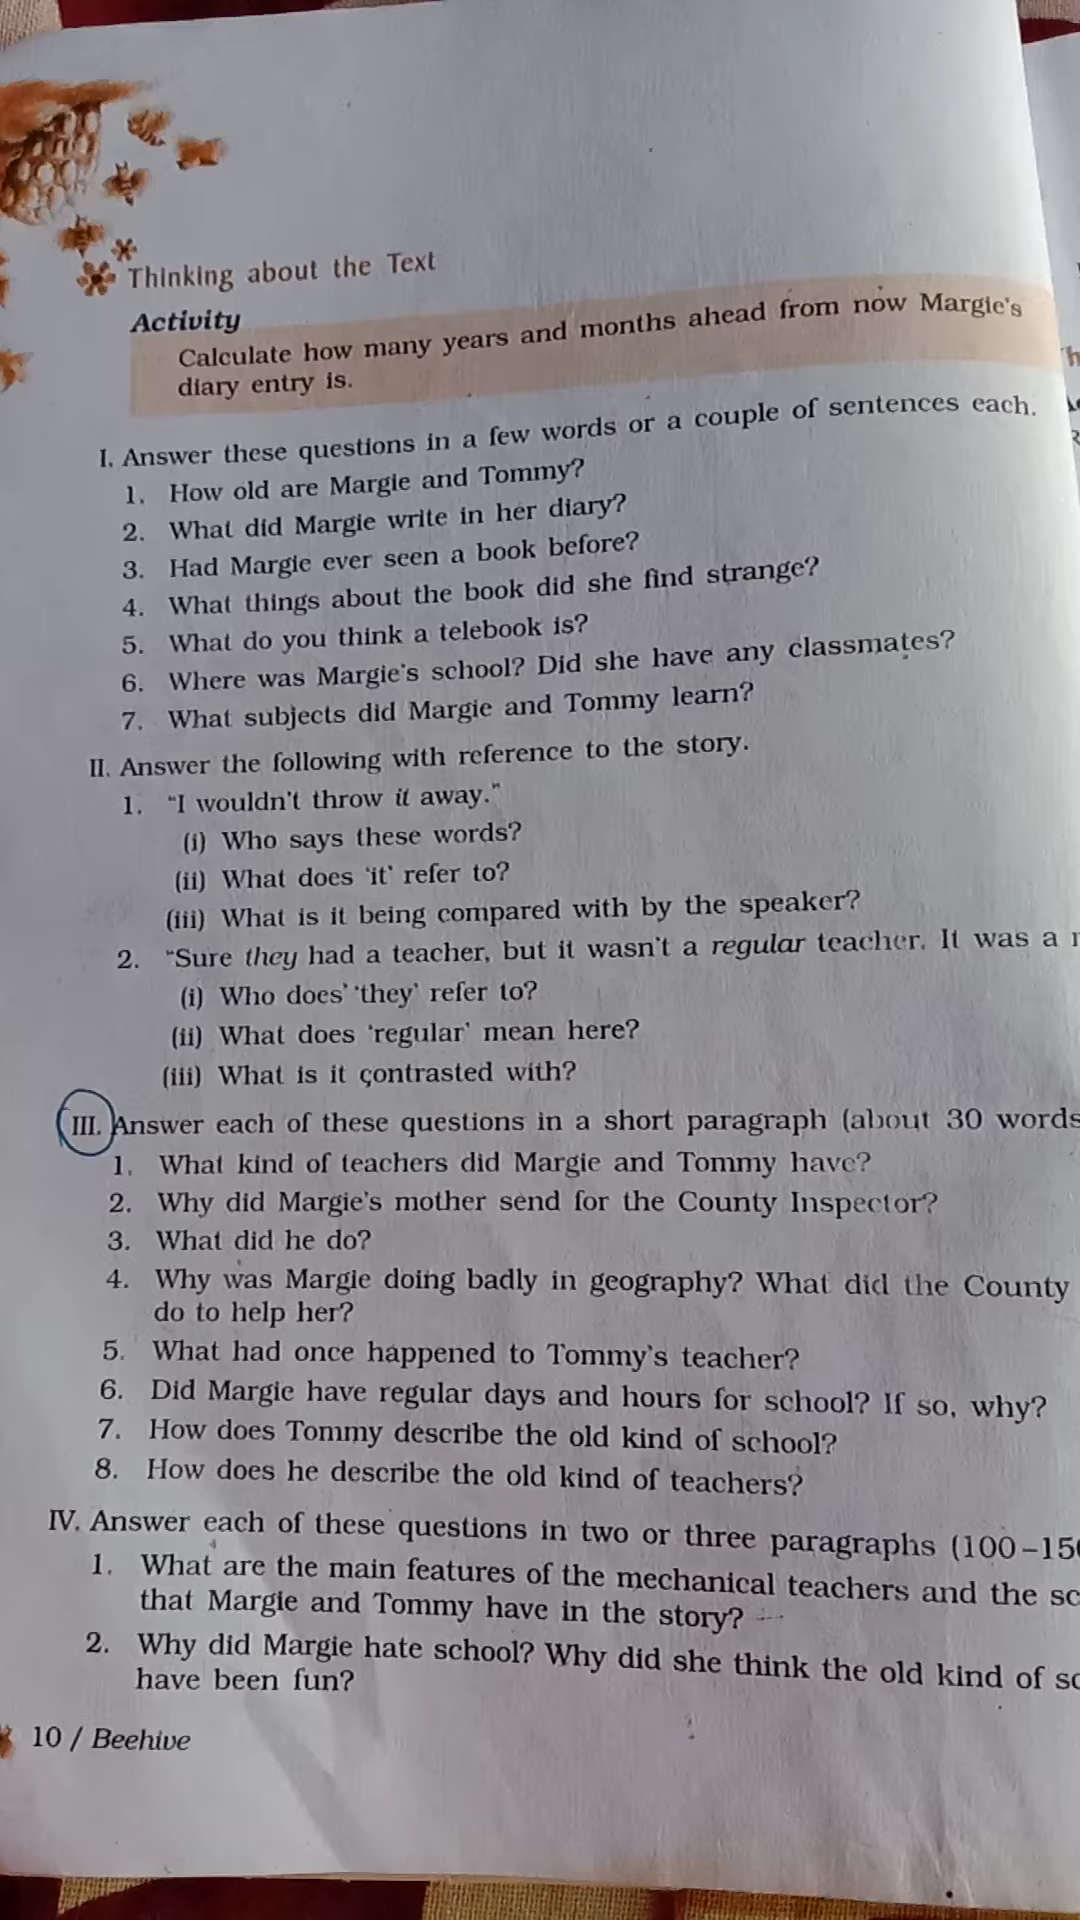 Thinking about the Text
Activity
Calculate how many years and months ahead from now Margie's
diary entry is.
I. Answer these questions in a few words or a couple of sentences each.
1. How old are Margie and Tommy?
2. What did Margie write in her diary?
3. Had Margie ever seen a book before?
4. What things about the book did she find strange?
5. What do you think a telebook is?
6. Where was Margie's school? Did she have any classmates?
7. What subjects did Margie and Tommy learn?
II. Answer the following with reference to the story.
1. “I wouldn't throw it away.”
(i) Who says these words?
(ii) What does ‘it’ refer to?
(iii) What is it being compared with by the speaker?
2. “Sure they had a teacher, but it wasn't a regular teacher. It was a
(i) Who does ‘they’ refer to?
(ii) What does ‘regular’ mean here?
(iii) What is it contrasted with?
III. Answer each of these questions in a short paragraph (about 30 words
1. What kind of teachers did Margie and Tommy have?
2. Why did Margie's mother send for the County Inspector?
3. What did he do?
4. Why was Margie doing badly in geography? What did the County
do to help her?
5. What had once happened to Tommy's teacher?
6. Did Margie have regular days and hours for school? If so, why?
7. How does Tommy describe the old kind of school?
8. How does he describe the old kind of teachers?
IV. Answer each of these questions in two or three paragraphs (100–15
1. What are the main features of the mechanical teachers and the
that Margie and Tommy have in the story?
2. Why did Margie hate school? Why did she think the old kind of
have been fun?
10 / Beehive